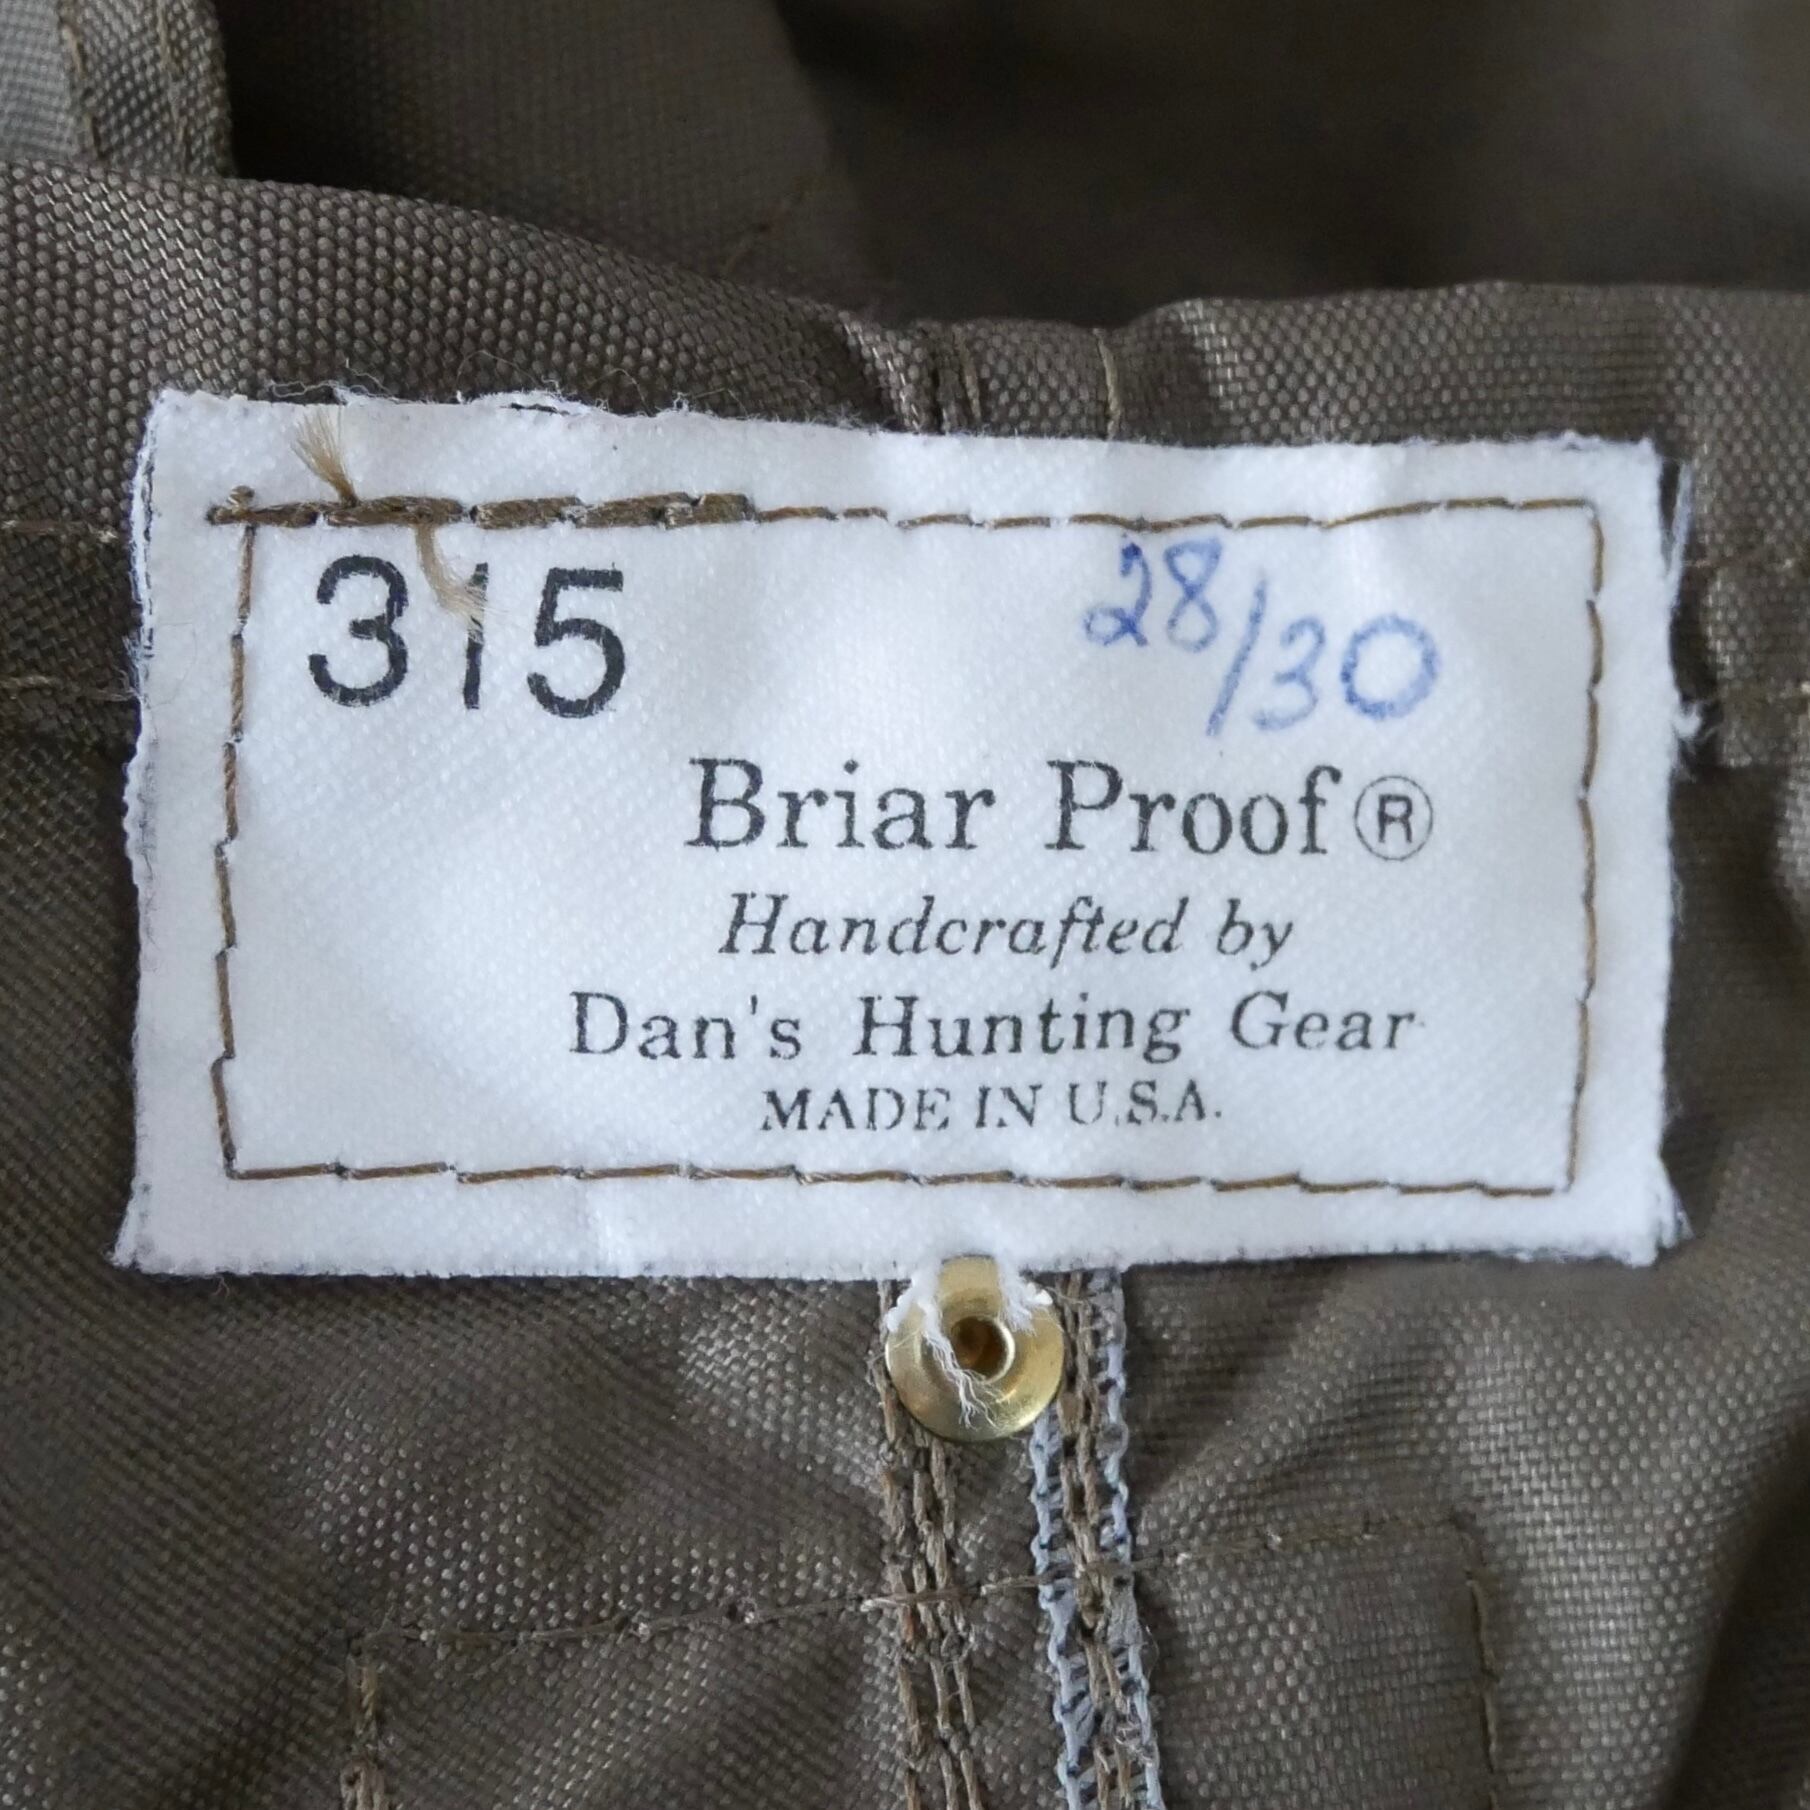 315 28/30
Briar Proof®
Handcrafted by
Dan's Hunting Gear
MADE IN U.S.A.